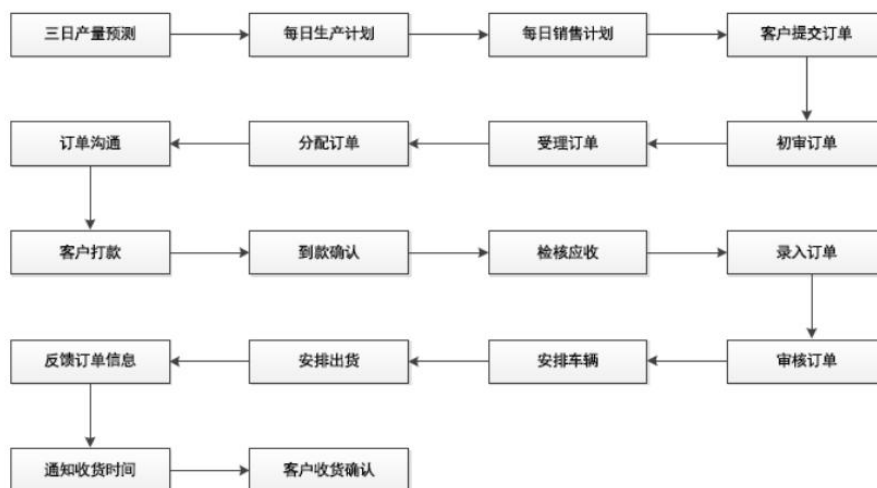 三日产量预测
每日生产计划
每日销售计划
客户提交订单
订单沟通
分配订单
受理订单
初审订单
客户打款
到款确认
检核应收
录入订单
反馈订单信息
安排出货
安排车辆
审核订单
通知收货时间
客户收货确认